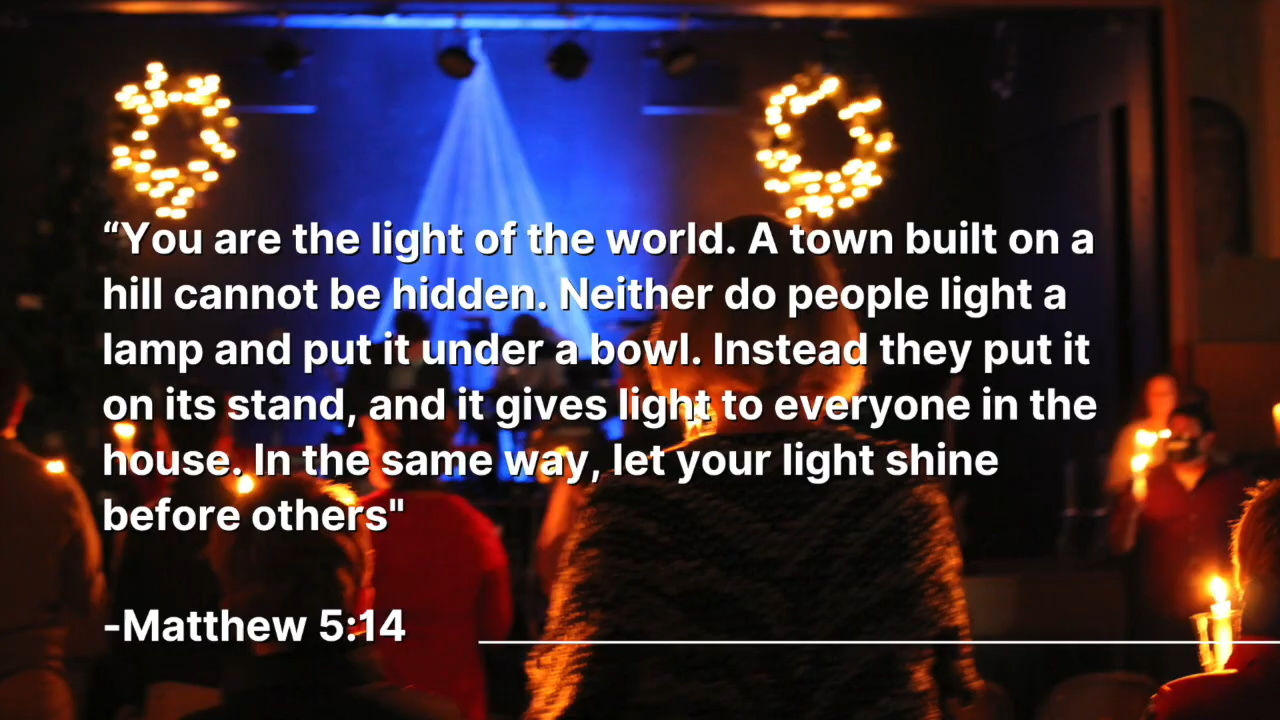 “You are the light of the world. A town built on a
hill cannot be hidden. Neither do people light a
lamp and put it under a bowl. Instead they put it
on its stand, and it gives light to everyone in the
house. In the same way, let your light shine
before others"
-Matthew 5:14